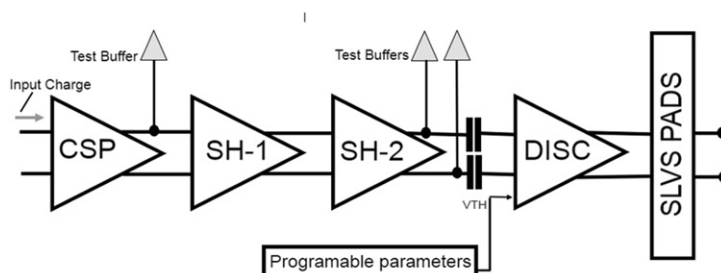 Test Buffer
Test Buffers
Input Charge
CSP
SH-1
SH-2
DISC
SLVS PADS
VTH
Programable parameters